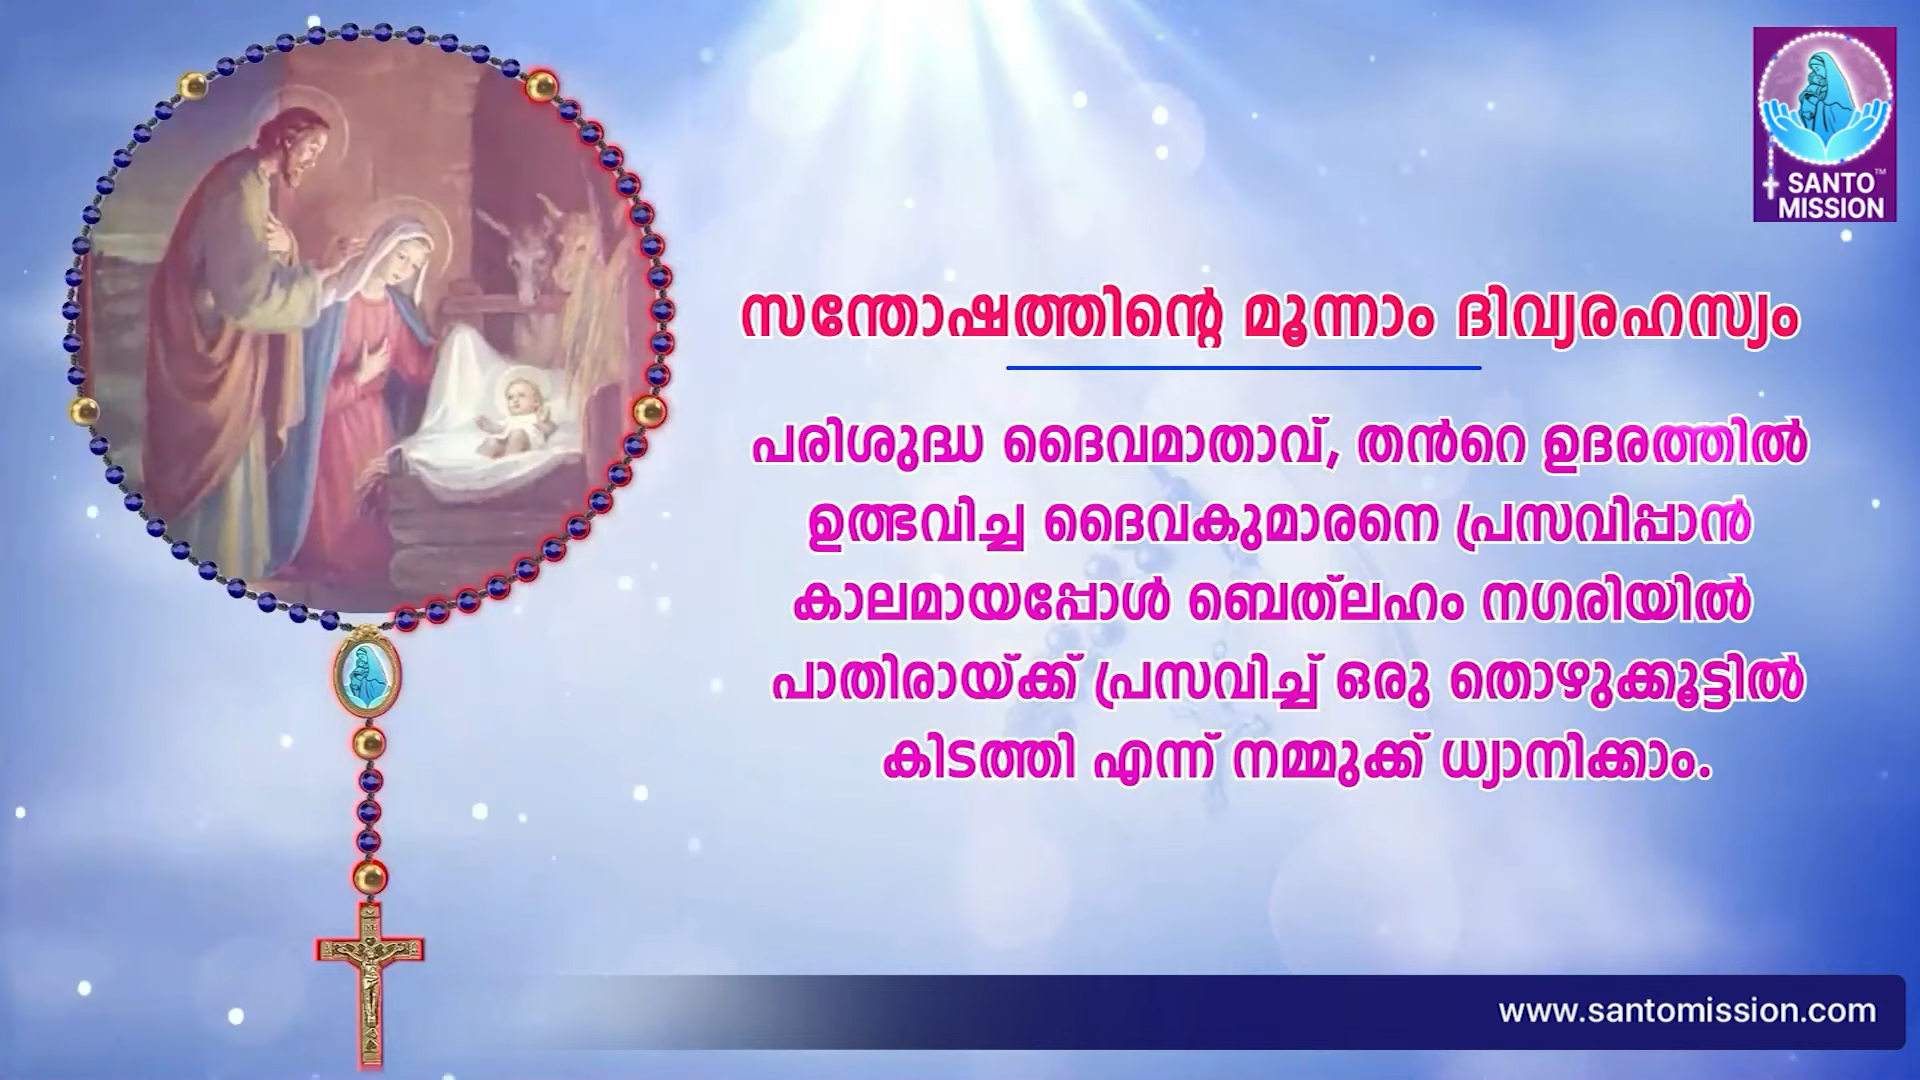 SANTO™
MISSION
സന്തോഷത്തിന്റെ മൂന്നാം ദിവ്യരഹസ്യം
പരിശുദ്ധ ദൈവമാതാവ്, തൻറെ ഉദരത്തിൽ
ഉത്ഭവിച്ച ദൈവകുമാരനെ പ്രസവിപ്പാൻ
കാലമായപ്പോൾ ബെത്‌ലഹം നഗരിയിൽ
പാതിരായ്ക്ക് പ്രസവിച്ച് ഒരു തൊഴുക്കൂട്ടിൽ
കിടത്തി എന്ന് നമ്മുക്ക് ധ്യാനിക്കാം.
www.santomission.com